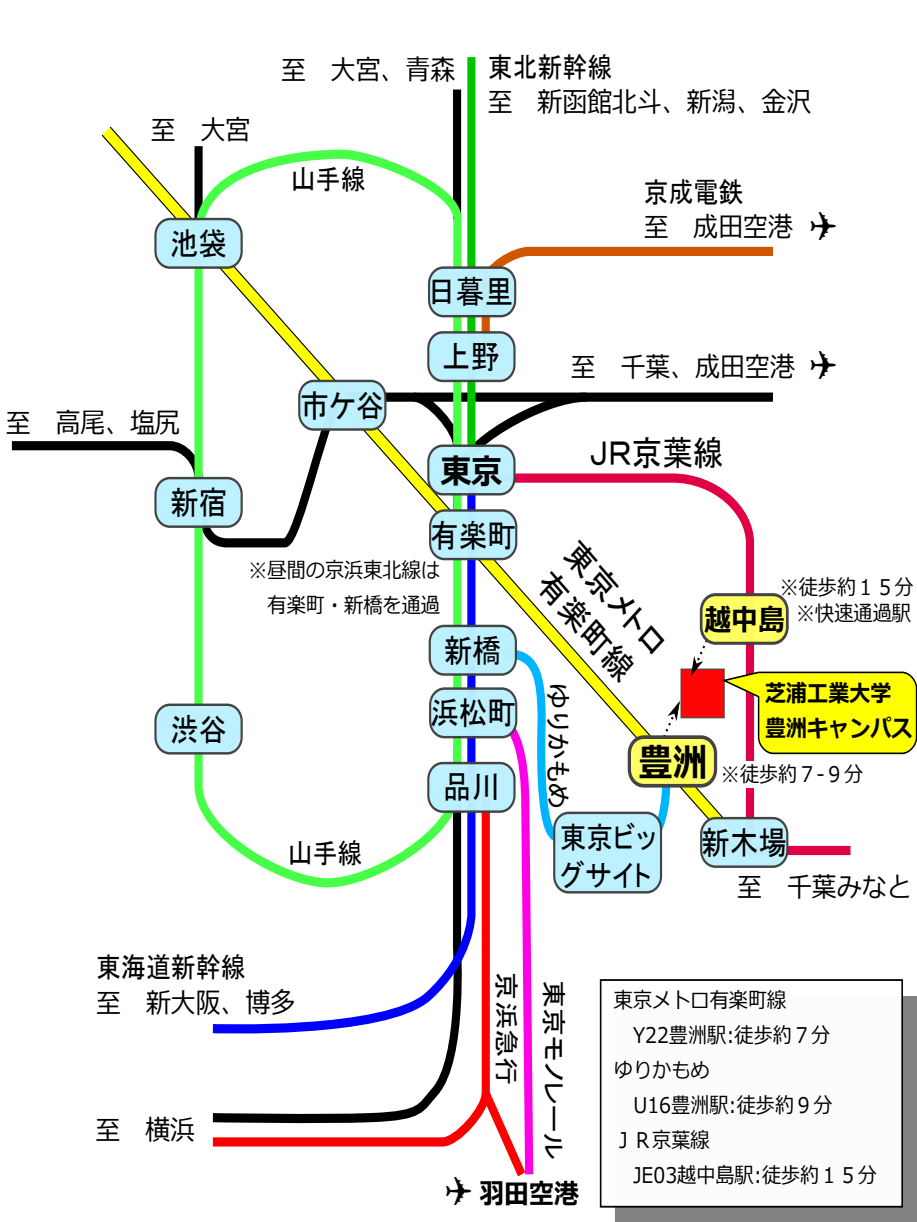 至　大宮、青森
東北新幹線
至　新函館北斗、新潟、金沢
至　大宮
山手線
京成電鉄
至　成田空港 ✈
池袋
日暮里
上野
至　千葉、成田空港 ✈
市ケ谷
至　高尾、塩尻
東京
JR京葉線
新宿
有楽町
※昼間の京浜東北線は
有楽町・新橋を通過
東京メトロ
有楽町線
※徒歩約１５分
※快速通過駅
越中島
新橋
芝浦工業大学
豊洲キャンパス
浜松町
渋谷
ゆりかもめ
豊洲
※徒歩約７-９分
品川
東京ビッ
グサイト
新木場
山手線
至　千葉みなと
東海道新幹線
至　新大阪、博多
京浜急行
東京モノレール
至　横浜
✈ 羽田空港
東京メトロ有楽町線
Y22豊洲駅:徒歩約７分
ゆりかもめ
U16豊洲駅:徒歩約９分
ＪＲ京葉線
JE03越中島駅:徒歩約１５分